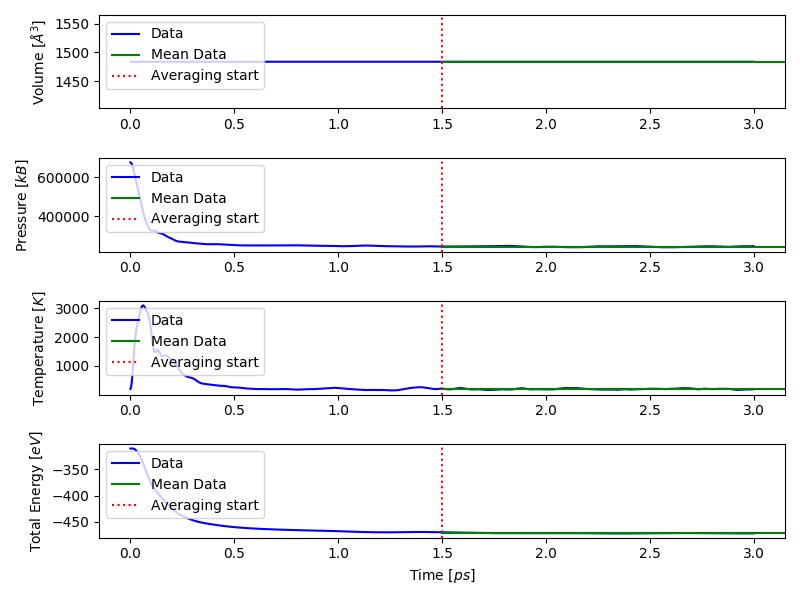 Volume [Å³]
1550
1500
1450
Data
Mean Data
Averaging start
0.0 0.5 1.0 1.5 2.0 2.5 3.0
Pressure [kB]
600000
400000
Data
Mean Data
Averaging start
0.0 0.5 1.0 1.5 2.0 2.5 3.0
Temperature [K]
3000
2000
1000
Data
Mean Data
Averaging start
0.0 0.5 1.0 1.5 2.0 2.5 3.0
Total Energy [eV]
−350
−400
−450
Data
Mean Data
Averaging start
0.0 0.5 1.0 1.5 2.0 2.5 3.0
Time [ps]